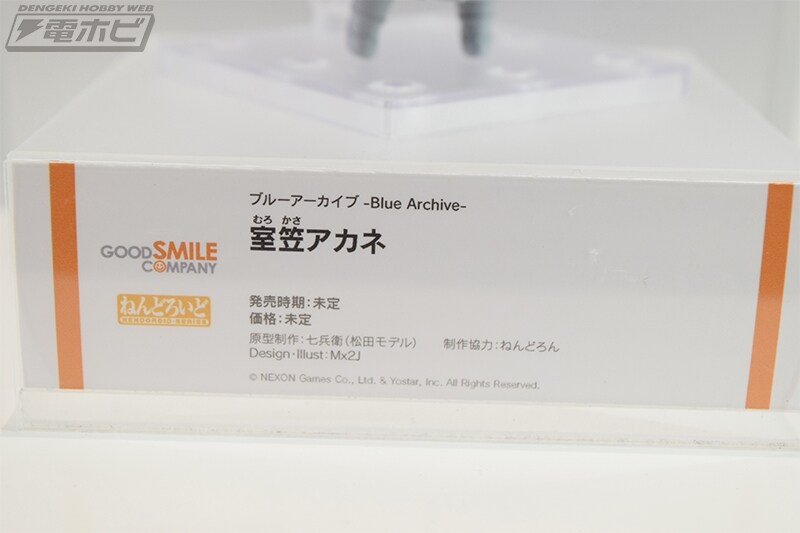 DENGEKI HOBBY WEB
電ホビ
ブルーアーカイブ -Blue Archive-
むろ かさ
室笠アカネ
GOOD SMILE
COMPANY
ねんどろいど
NENDOROID SERIES
発売時期:未定
価格:未定
原型制作:七兵衛(松田モデル) 制作協力:ねんどろん
Design・Illust:Mx2J
© NEXON Games Co., Ltd. & Yostar, Inc. All Rights Reserved.